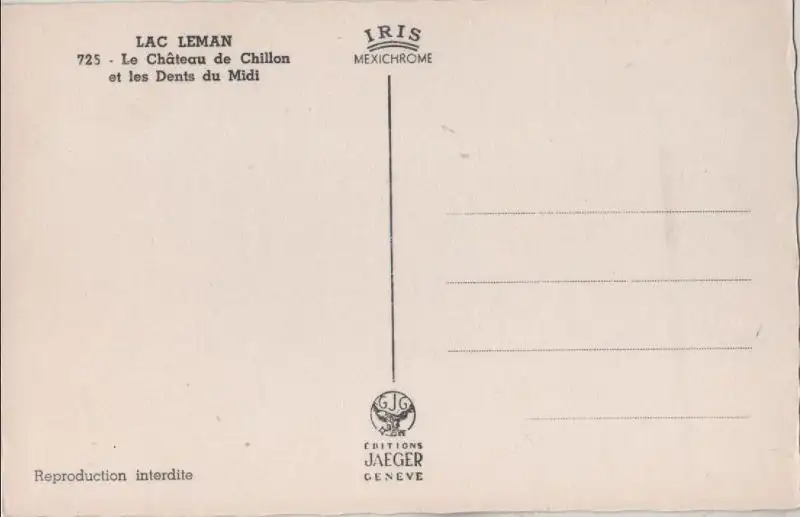 LAC LEMAN
725 - Le Château de Chillon
et les Dents du Midi
IRIS
MEXICHROME
GJG
ÉDITIONS
JAEGER
GENÈVE
Reproduction interdite